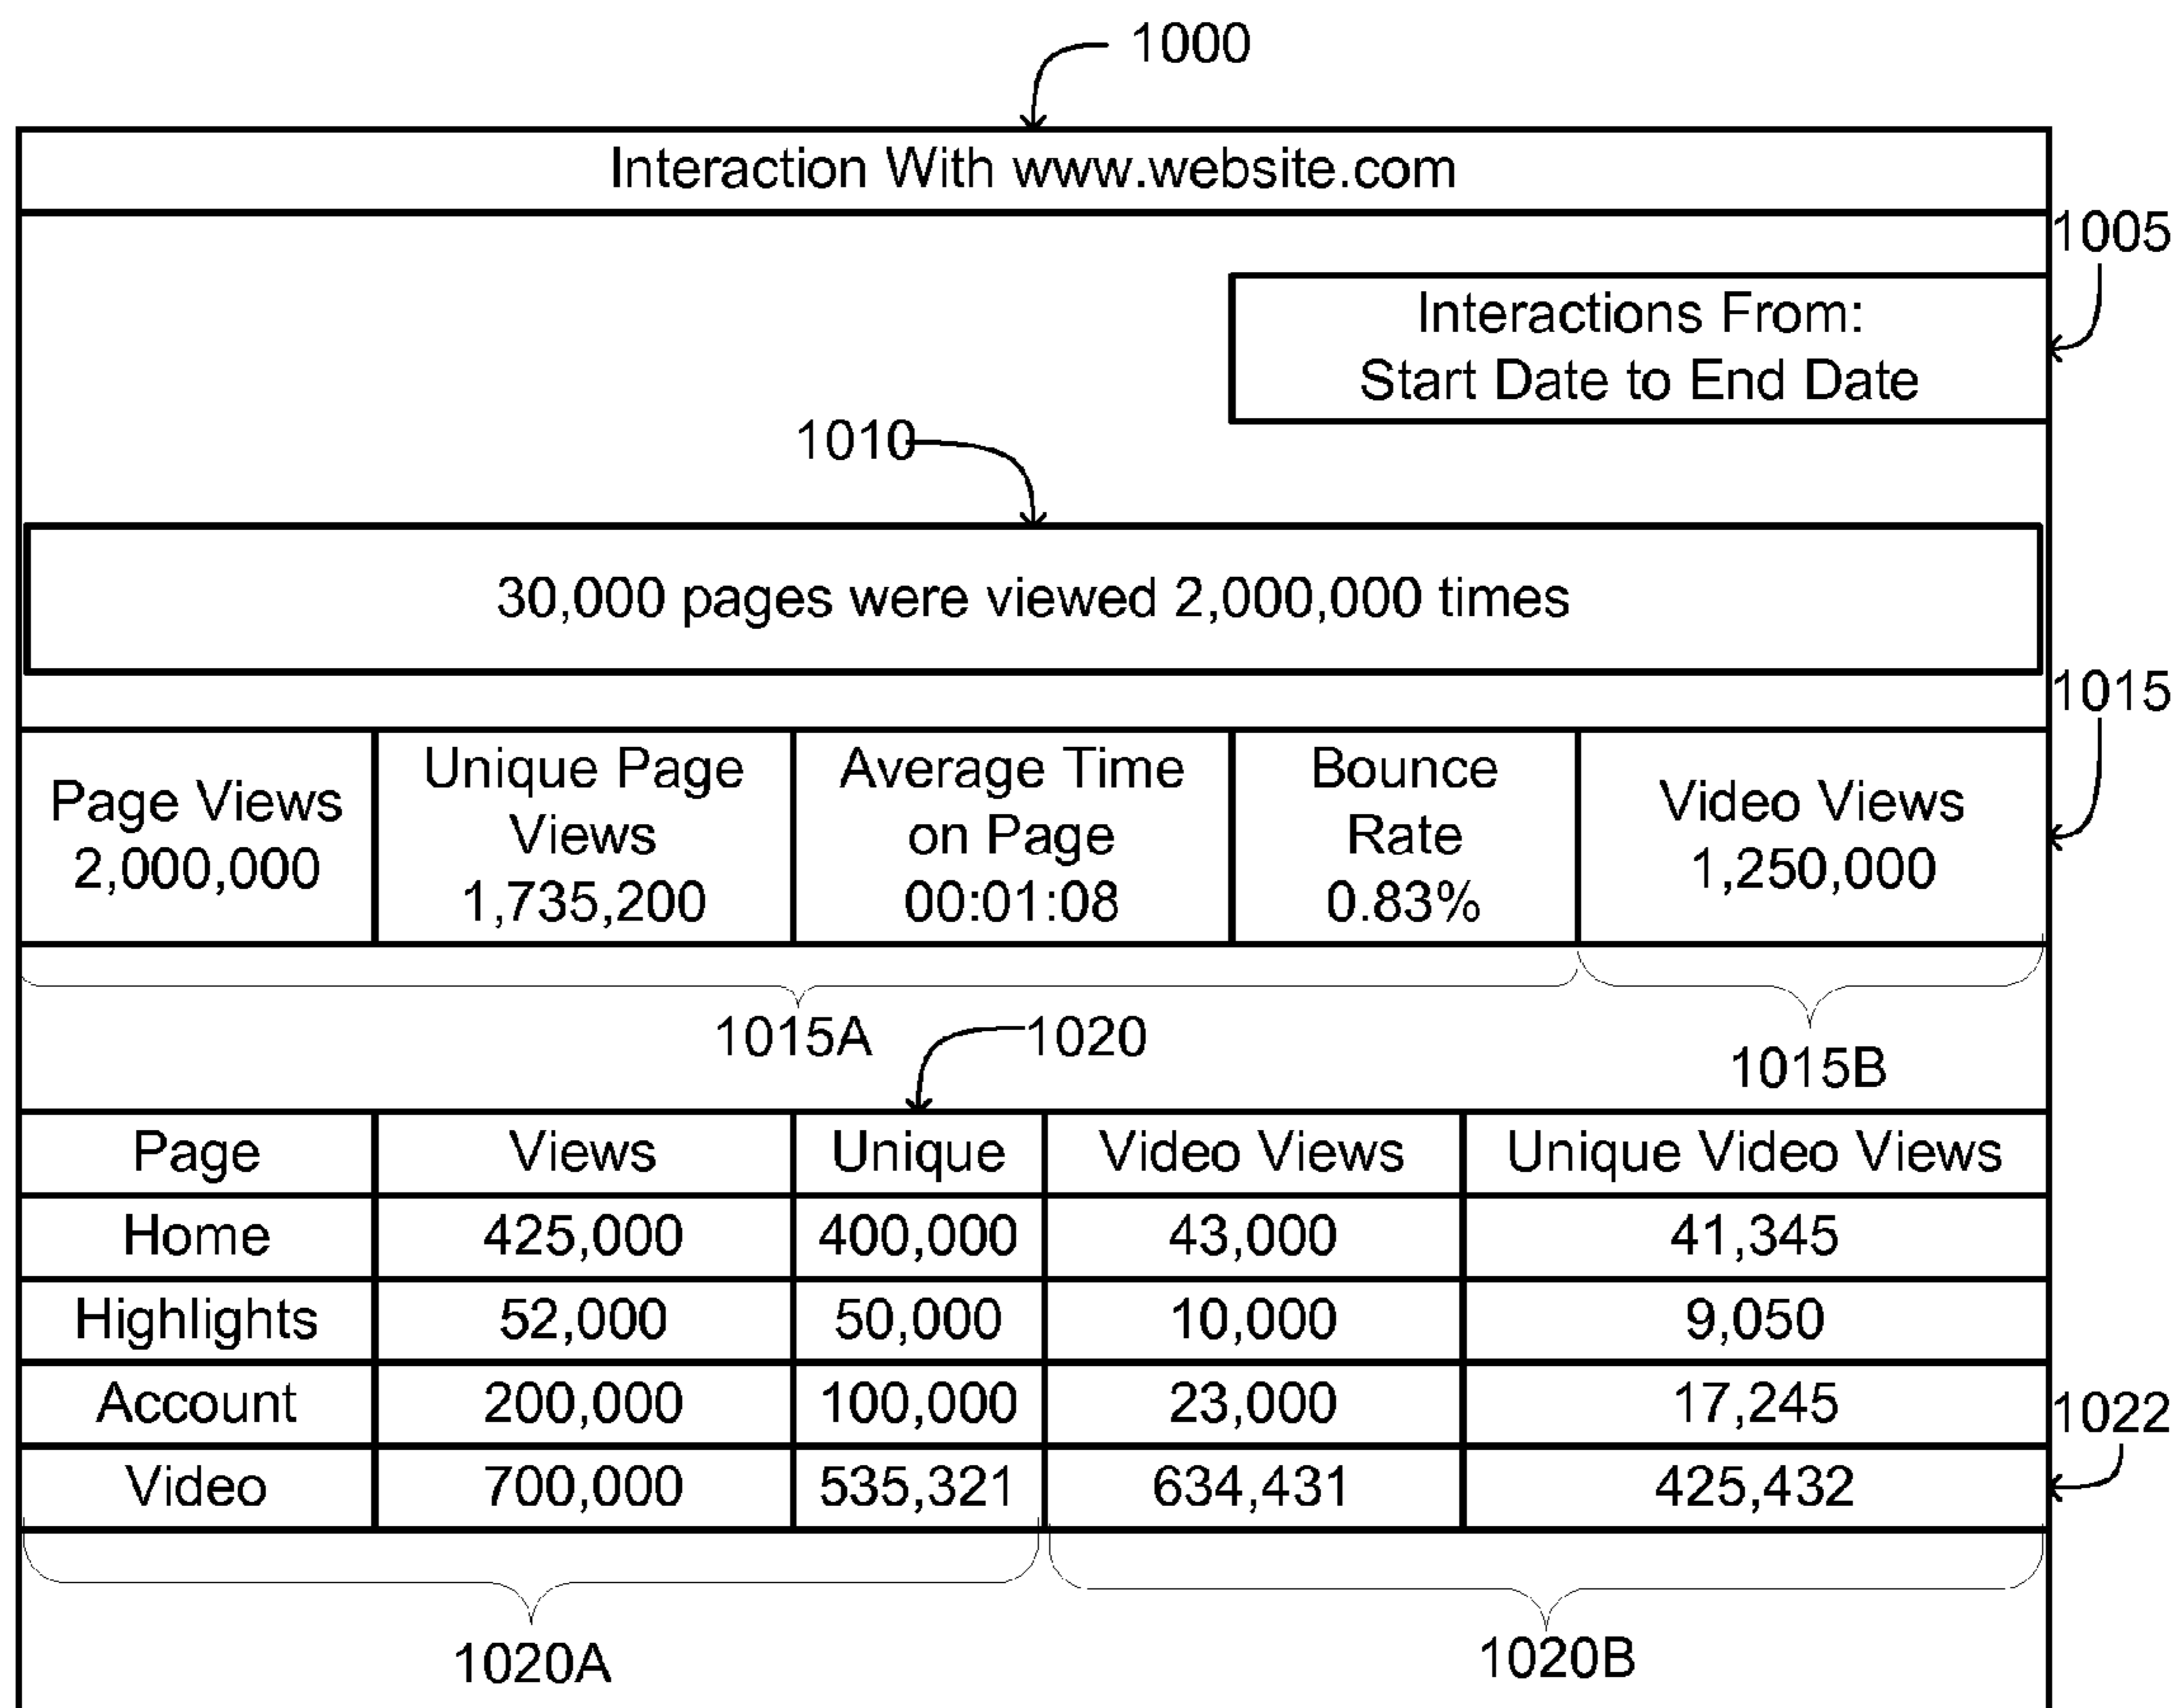 1000
Interaction With www.website.com
1005
Interactions From:
Start Date to End Date
1010
30,000 pages were viewed 2,000,000 times
1015
Page Views
2,000,000
Unique Page
Views
1,735,200
Average Time
on Page
00:01:08
Bounce
Rate
0.83%
Video Views
1,250,000
1015A
1020
1015B
Page Views Unique Video Views Unique Video Views
Home 425,000 400,000 43,000 41,345
Highlights 52,000 50,000 10,000 9,050
Account 200,000 100,000 23,000 17,245
1022
Video 700,000 535,321 634,431 425,432
1020A
1020B